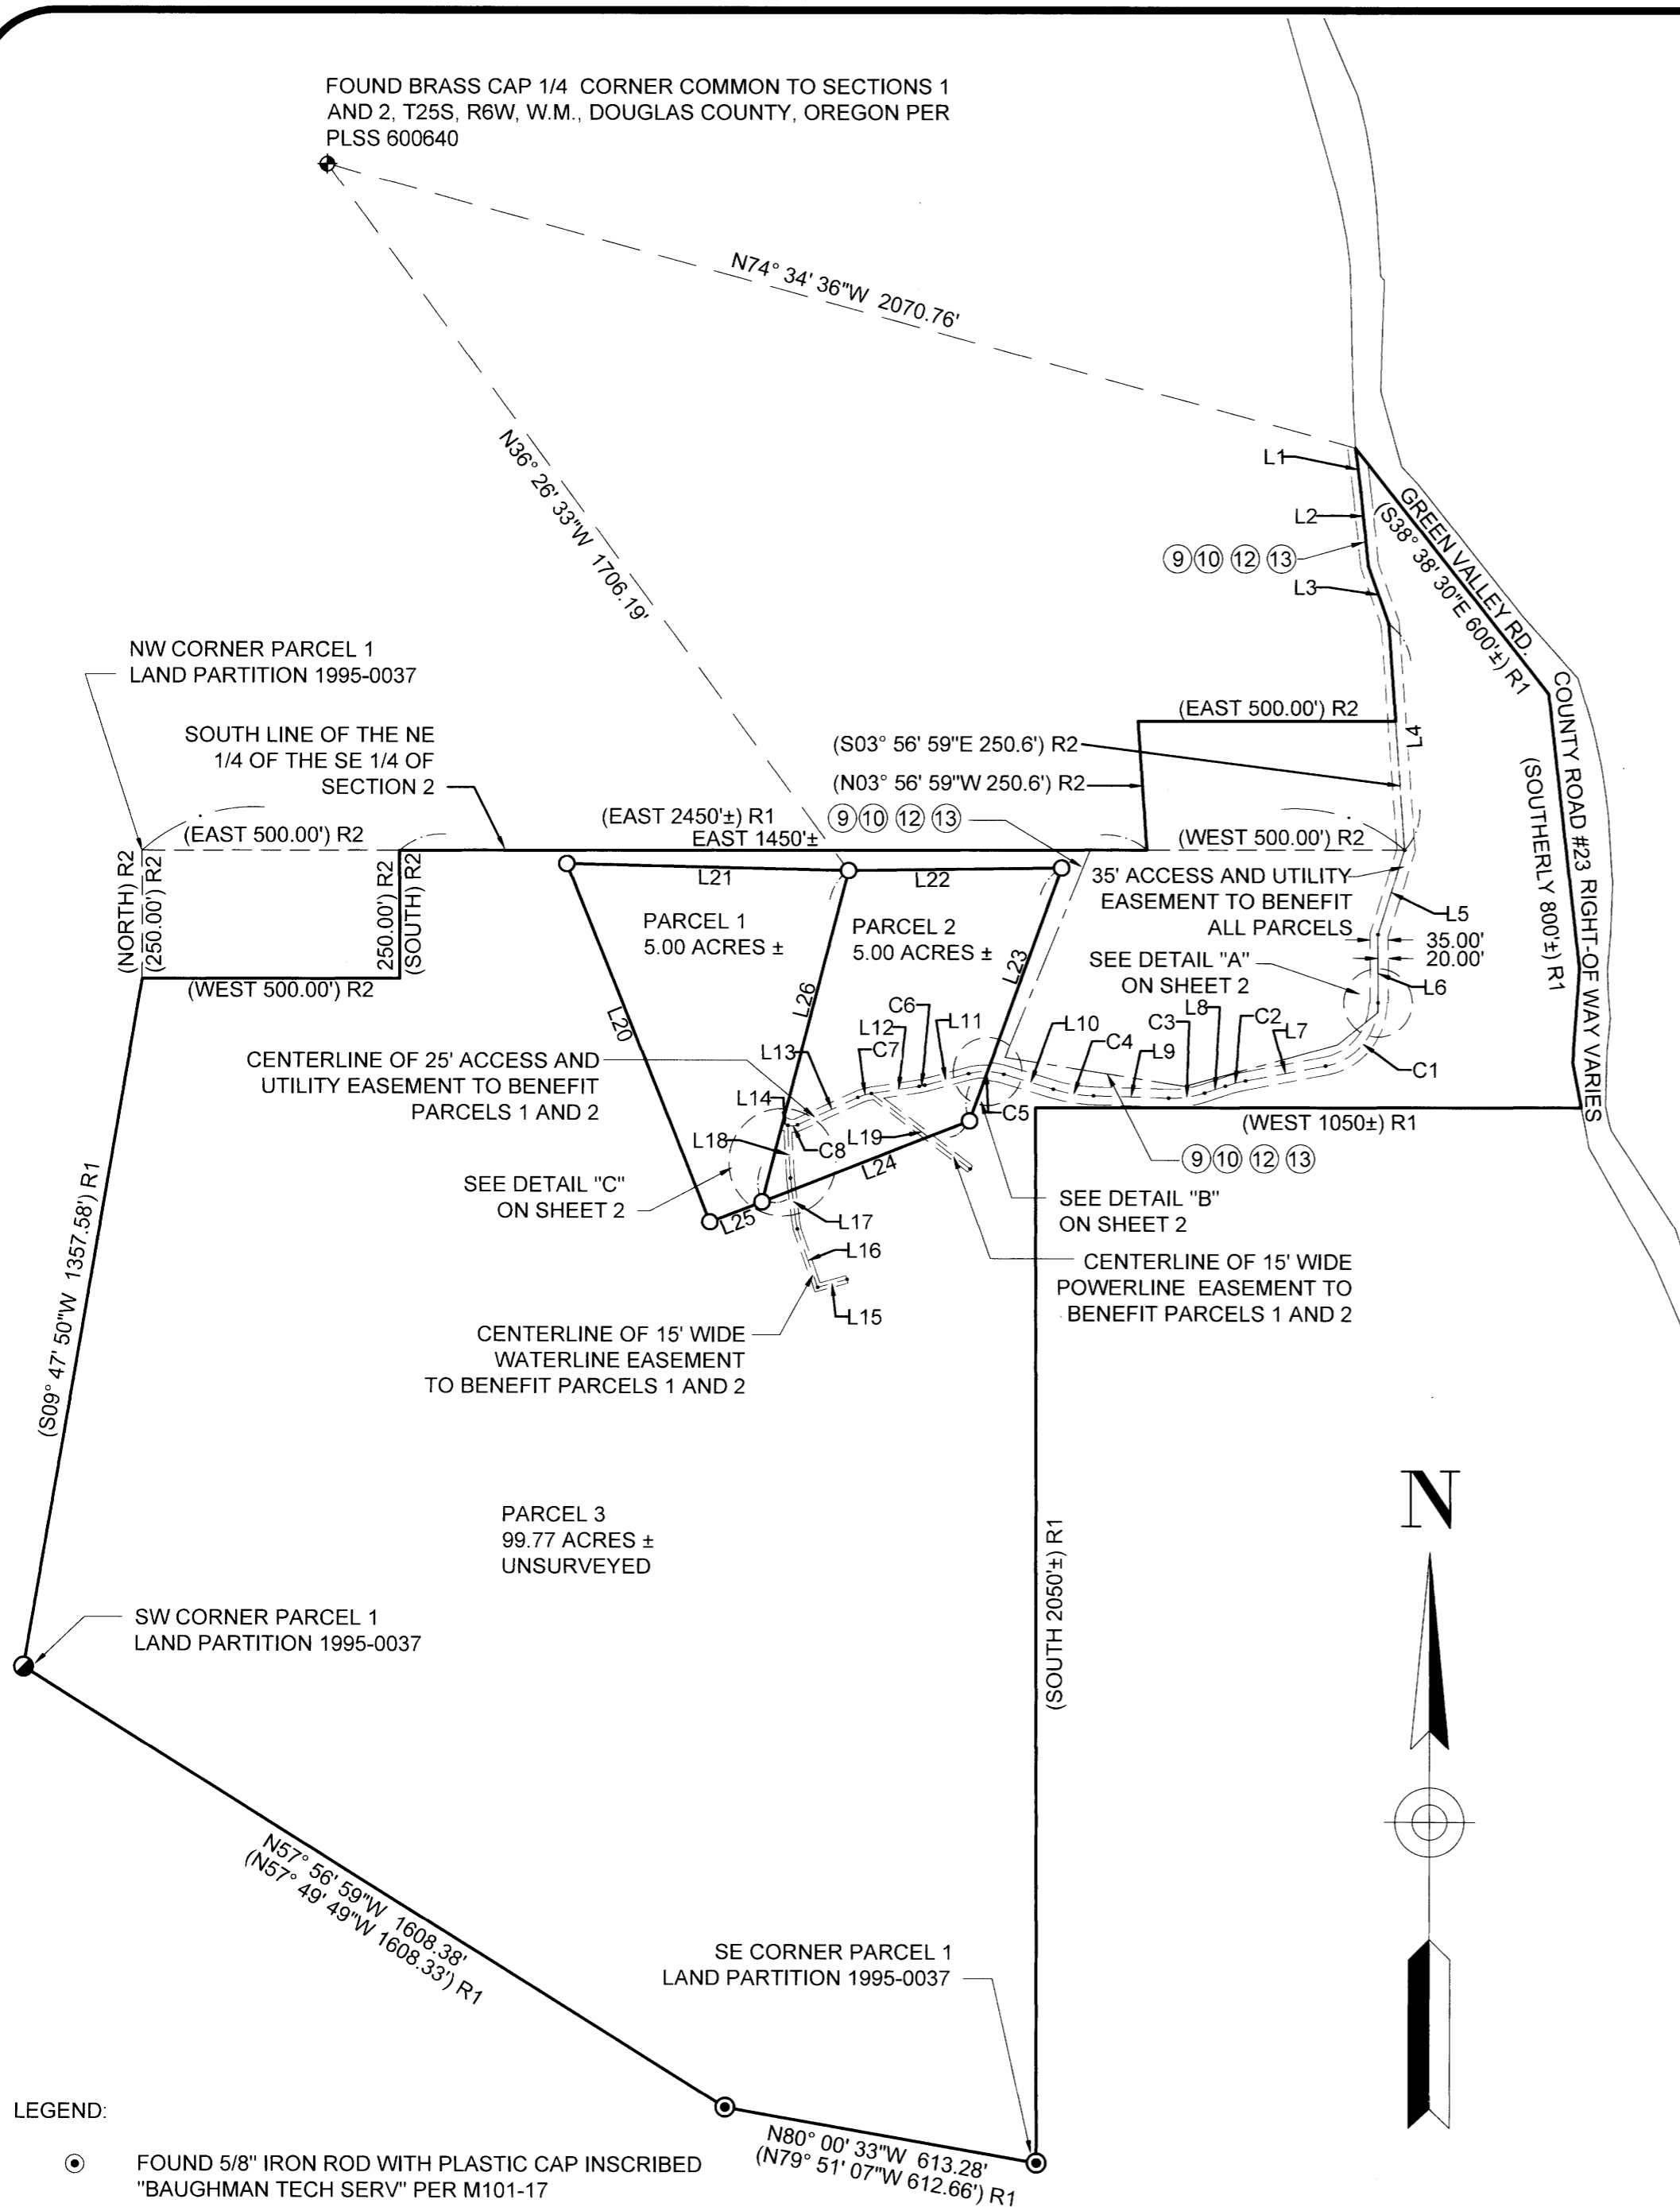 FOUND BRASS CAP 1/4 CORNER COMMON TO SECTIONS 1
AND 2, T25S, R6W, W.M., DOUGLAS COUNTY, OREGON PER
PLSS 600640
N74° 34' 36"W 2070.76'
N36° 26' 33"W 1706.19'
L1
L2
9 10 12 13
L3
GREEN VALLEY RD.
(S38° 38' 30"E 600'±) R1
COUNTY ROAD #23 RIGHT-OF WAY VARIES
(SOUTHERLY 800'±) R1
NW CORNER PARCEL 1
LAND PARTITION 1995-0037
SOUTH LINE OF THE NE
1/4 OF THE SE 1/4 OF
SECTION 2
(EAST 500.00') R2
L4
(S03° 56' 59"E 250.6') R2
(N03° 56' 59"W 250.6') R2
(EAST 2450'±) R1
EAST 1450'±
9 10 12 13
(EAST 500.00') R2
(WEST 500.00') R2
(NORTH) R2
(250.00') R2
250.00') R2
(SOUTH) R2
(WEST 500.00') R2
L21
L22
35' ACCESS AND UTILITY
EASEMENT TO BENEFIT
ALL PARCELS
L5
35.00'
20.00'
L6
PARCEL 1
5.00 ACRES ±
PARCEL 2
5.00 ACRES ±
L23
L26
L20
SEE DETAIL "A"
ON SHEET 2
C6
L12
L11
C7
L13
L10
C4
L9
C3
L8
C2
L7
C1
CENTERLINE OF 25' ACCESS AND
UTILITY EASEMENT TO BENEFIT
PARCELS 1 AND 2
L14
L18
C8
L19
C5
(WEST 1050±) R1
L24
9 10 12 13
SEE DETAIL "C"
ON SHEET 2
L25
L17
L16
L15
SEE DETAIL "B"
ON SHEET 2
CENTERLINE OF 15' WIDE
POWERLINE EASEMENT TO
BENEFIT PARCELS 1 AND 2
CENTERLINE OF 15' WIDE
WATERLINE EASEMENT
TO BENEFIT PARCELS 1 AND 2
(S09° 47' 50"W 1357.58') R1
PARCEL 3
99.77 ACRES ±
UNSURVEYED
(SOUTH 2050'±) R1
N
SW CORNER PARCEL 1
LAND PARTITION 1995-0037
N57° 56' 59"W 1608.38'
(N57° 49' 49"W 1608.33') R1
SE CORNER PARCEL 1
LAND PARTITION 1995-0037
N80° 00' 33"W 613.28'
(N79° 51' 07"W 612.66') R1
LEGEND:
FOUND 5/8" IRON ROD WITH PLASTIC CAP INSCRIBED
"BAUGHMAN TECH SERV" PER M101-17